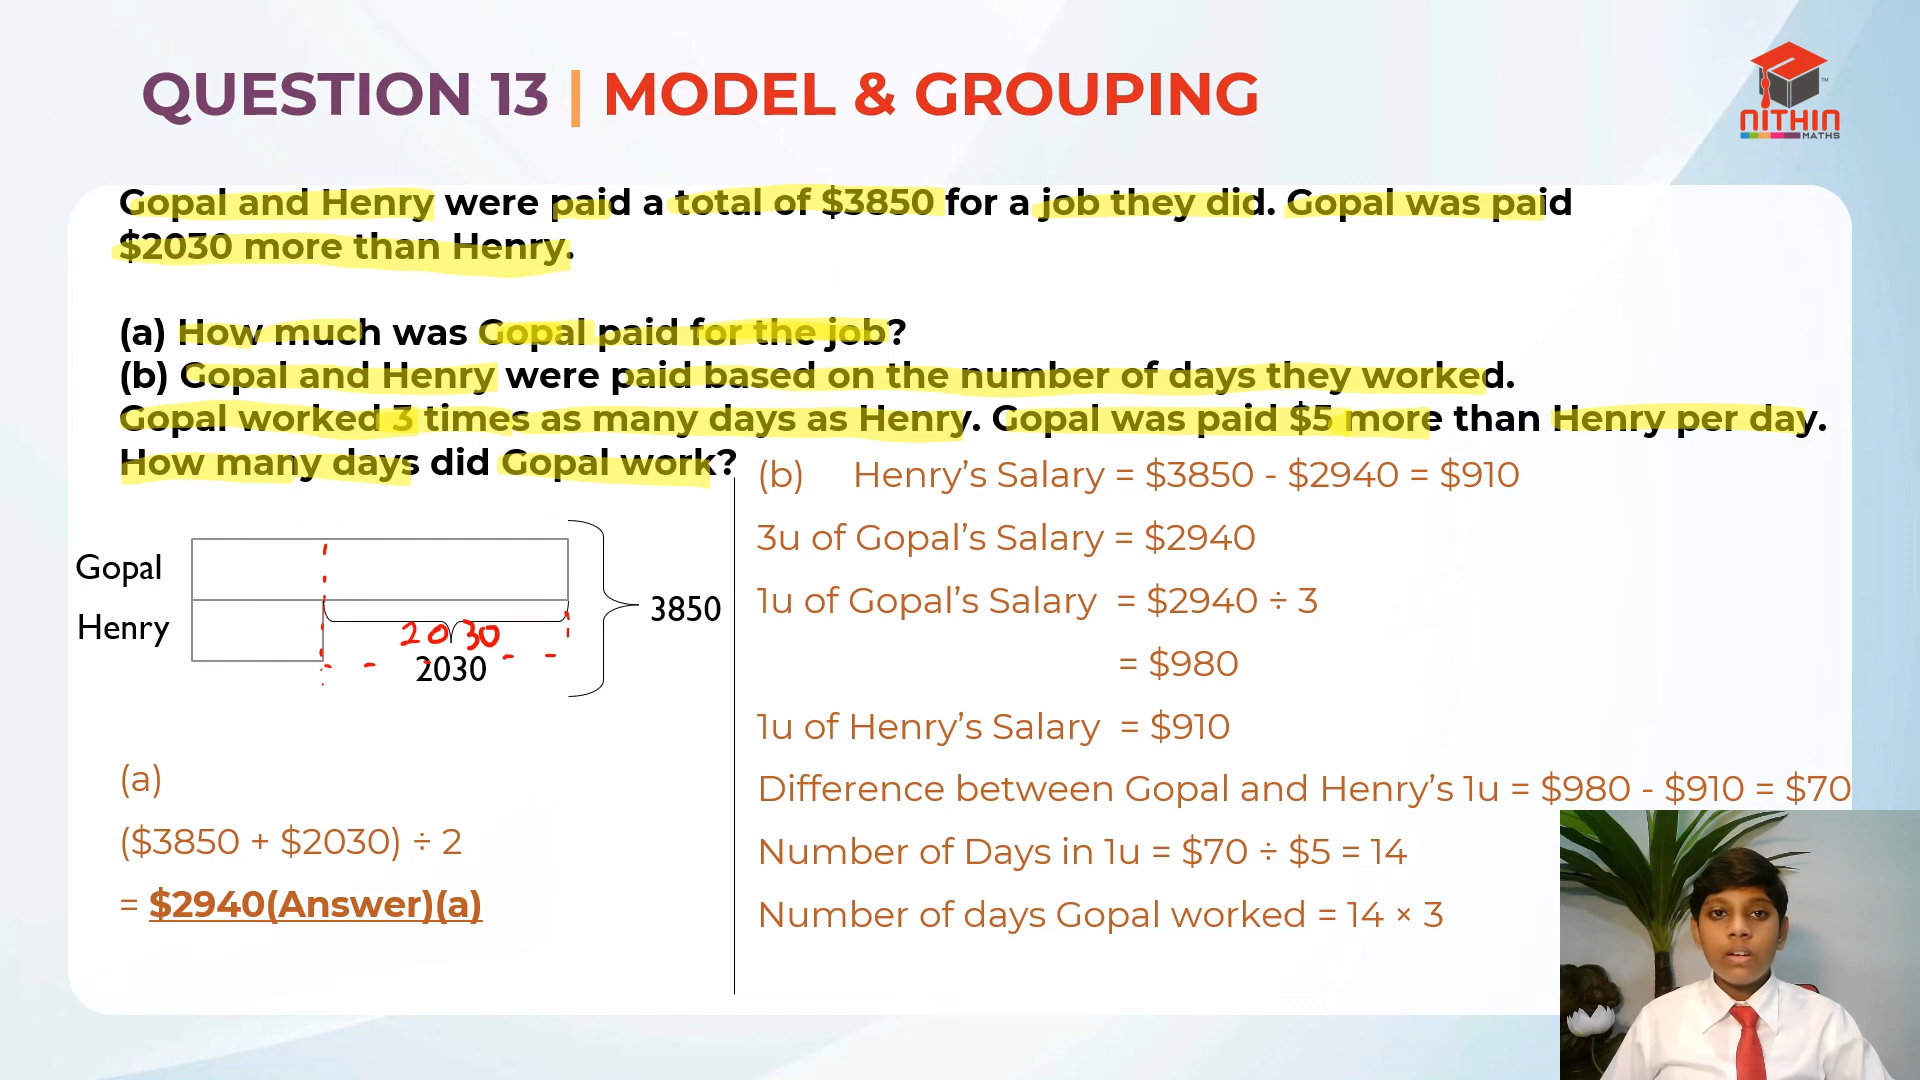 QUESTION 13 | MODEL & GROUPING
NITHIN
MATHS
TM
Gopal and Henry were paid a total of $3850 for a job they did. Gopal was paid
$2030 more than Henry.
(a) How much was Gopal paid for the job?
(b) Gopal and Henry were paid based on the number of days they worked.
Gopal worked 3 times as many days as Henry. Gopal was paid $5 more than Henry per day.
How many days did Gopal work?
Gopal
Henry
2030
2030
3850
(a)
($3850 + $2030) ÷ 2
= $2940(Answer)(a)
(b) Henry’s Salary = $3850 - $2940 = $910
3u of Gopal’s Salary = $2940
1u of Gopal’s Salary = $2940 ÷ 3
= $980
1u of Henry’s Salary = $910
Difference between Gopal and Henry’s 1u = $980 - $910 = $70
Number of Days in 1u = $70 ÷ $5 = 14
Number of days Gopal worked = 14 × 3